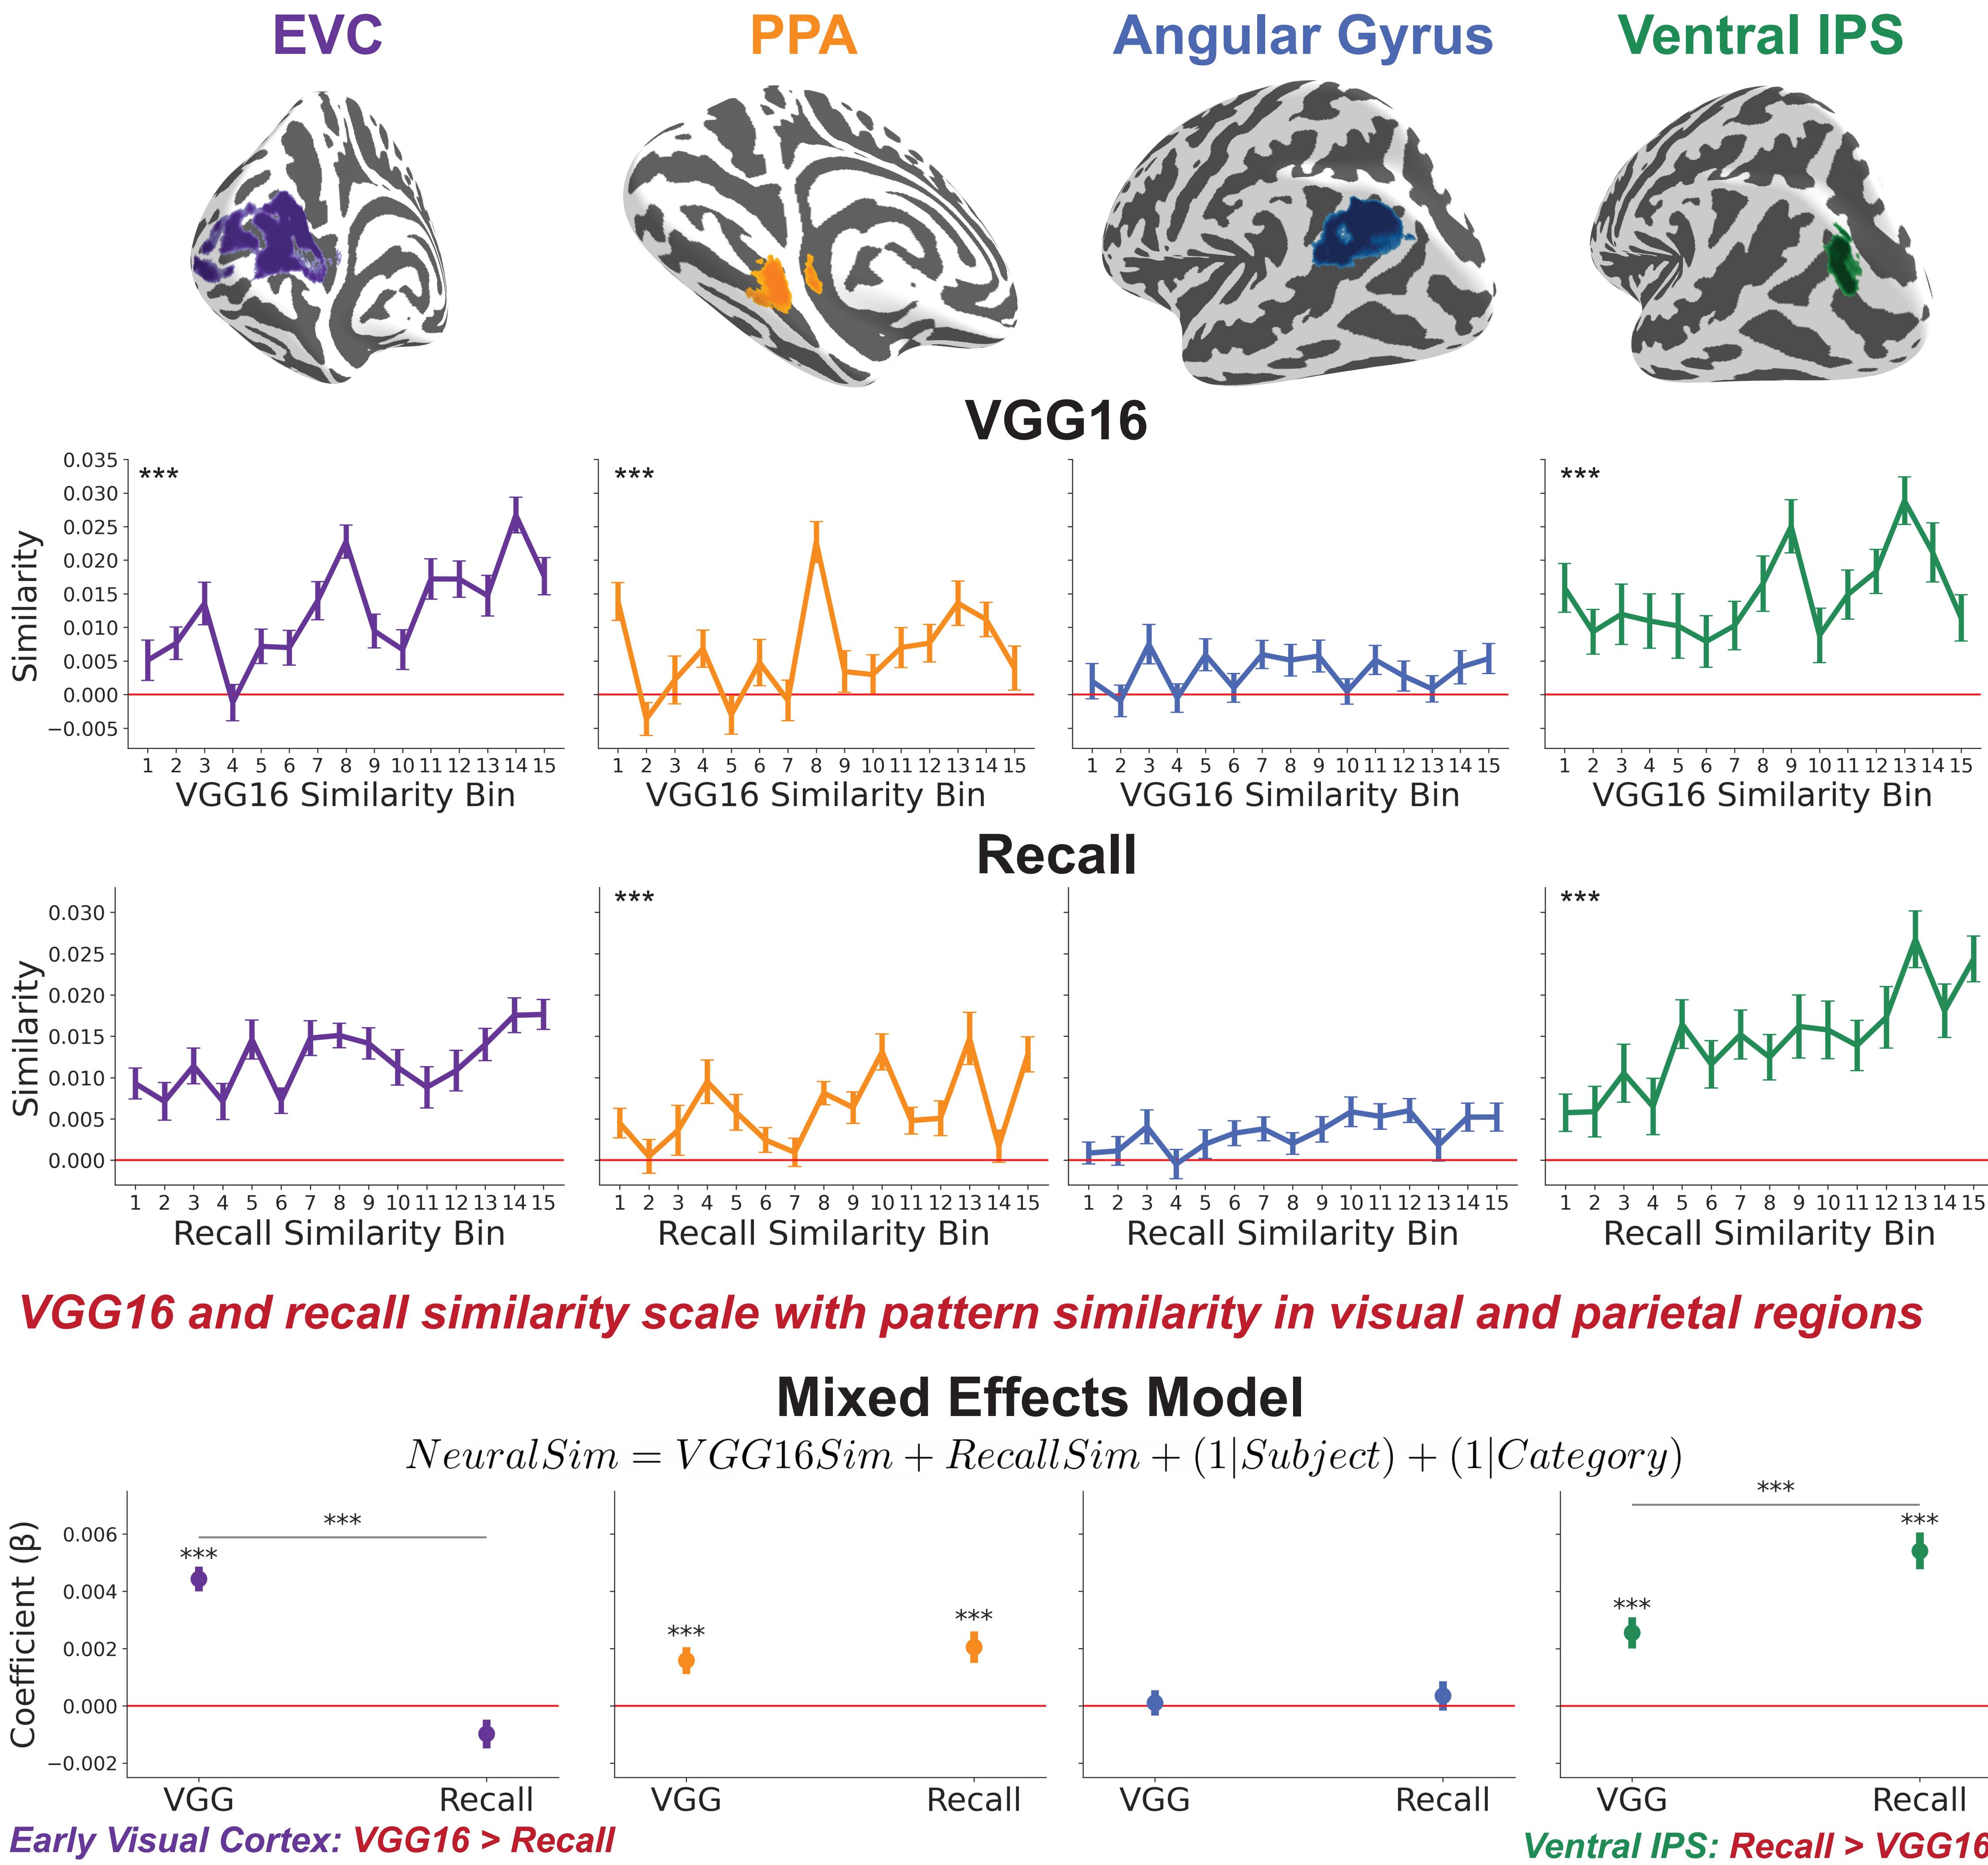 EVC PPA Angular Gyrus Ventral IPS
VGG16
*** *** ***
0.035
0.030
0.025
0.020
0.015
0.010
0.005
0.000
−0.005
Similarity
1 2 3 4 5 6 7 8 9 10 11 12 13 14 15 1 2 3 4 5 6 7 8 9 10 11 12 13 14 15 1 2 3 4 5 6 7 8 9 10 11 12 13 14 15 1 2 3 4 5 6 7 8 9 10 11 12 13 14 15
VGG16 Similarity Bin VGG16 Similarity Bin VGG16 Similarity Bin VGG16 Similarity Bin
Recall
*** ***
0.030
0.025
0.020
0.015
0.010
0.005
0.000
Similarity
1 2 3 4 5 6 7 8 9 10 11 12 13 14 15 1 2 3 4 5 6 7 8 9 10 11 12 13 14 15 1 2 3 4 5 6 7 8 9 10 11 12 13 14 15 1 2 3 4 5 6 7 8 9 10 11 12 13 14 15
Recall Similarity Bin Recall Similarity Bin Recall Similarity Bin Recall Similarity Bin
VGG16 and recall similarity scale with pattern similarity in visual and parietal regions
Mixed Effects Model
NeuralSim = VGG16Sim + RecallSim + (1|Subject) + (1|Category)
*** ***
*** *** *** *** ***
0.006
0.004
0.002
0.000
−0.002
Coefficient (β)
VGG Recall VGG Recall VGG Recall VGG Recall
Early Visual Cortex: VGG16 > Recall Ventral IPS: Recall > VGG16